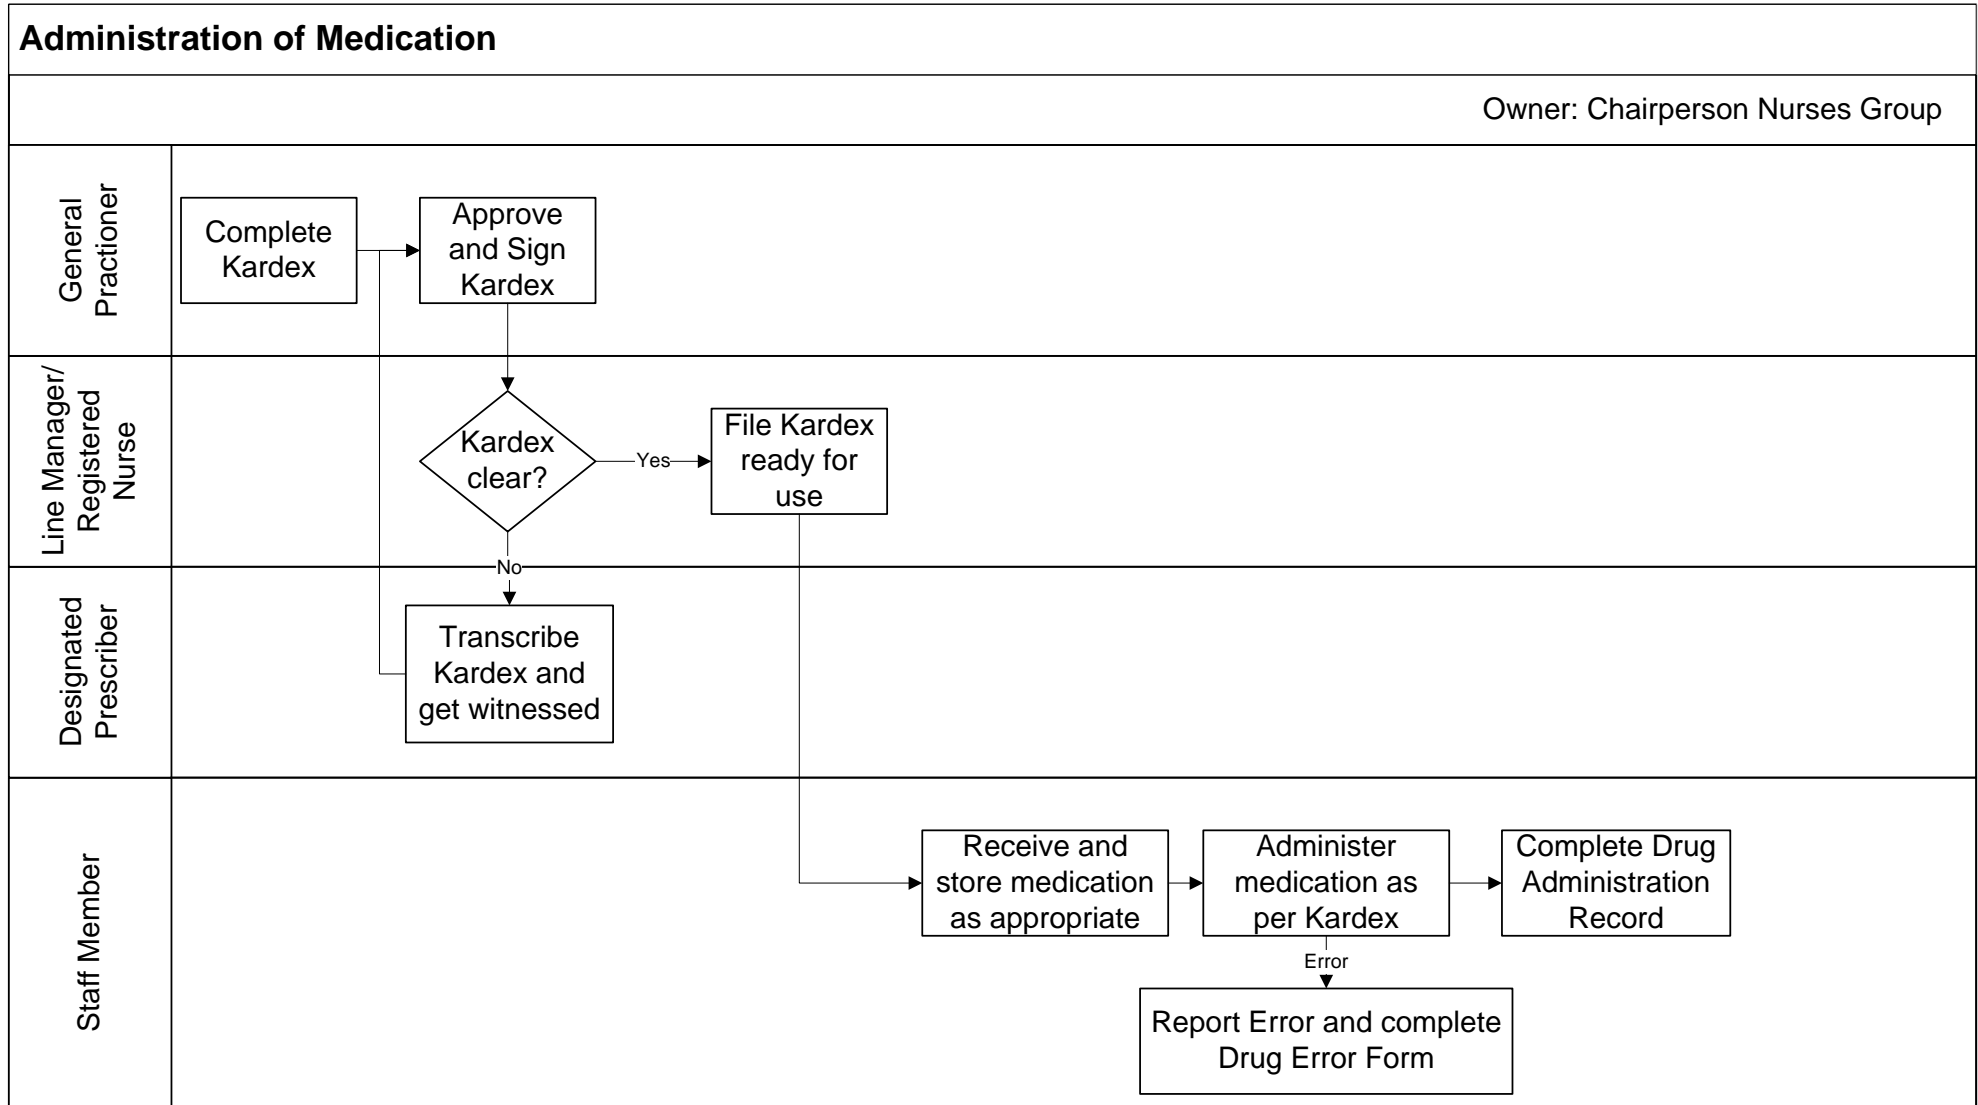 Administration of Medication
Owner: Chairperson Nurses Group
General
Practioner
Complete
Kardex
Approve
and Sign
Kardex
Line Manager/
Registered
Nurse
Kardex
clear?
Yes
File Kardex
ready for
use
No
Designated
Prescriber
Transcribe
Kardex and
get witnessed
Staff Member
Receive and
store medication
as appropriate
Administer
medication as
per Kardex
Complete Drug
Administration
Record
Error
Report Error and complete
Drug Error Form